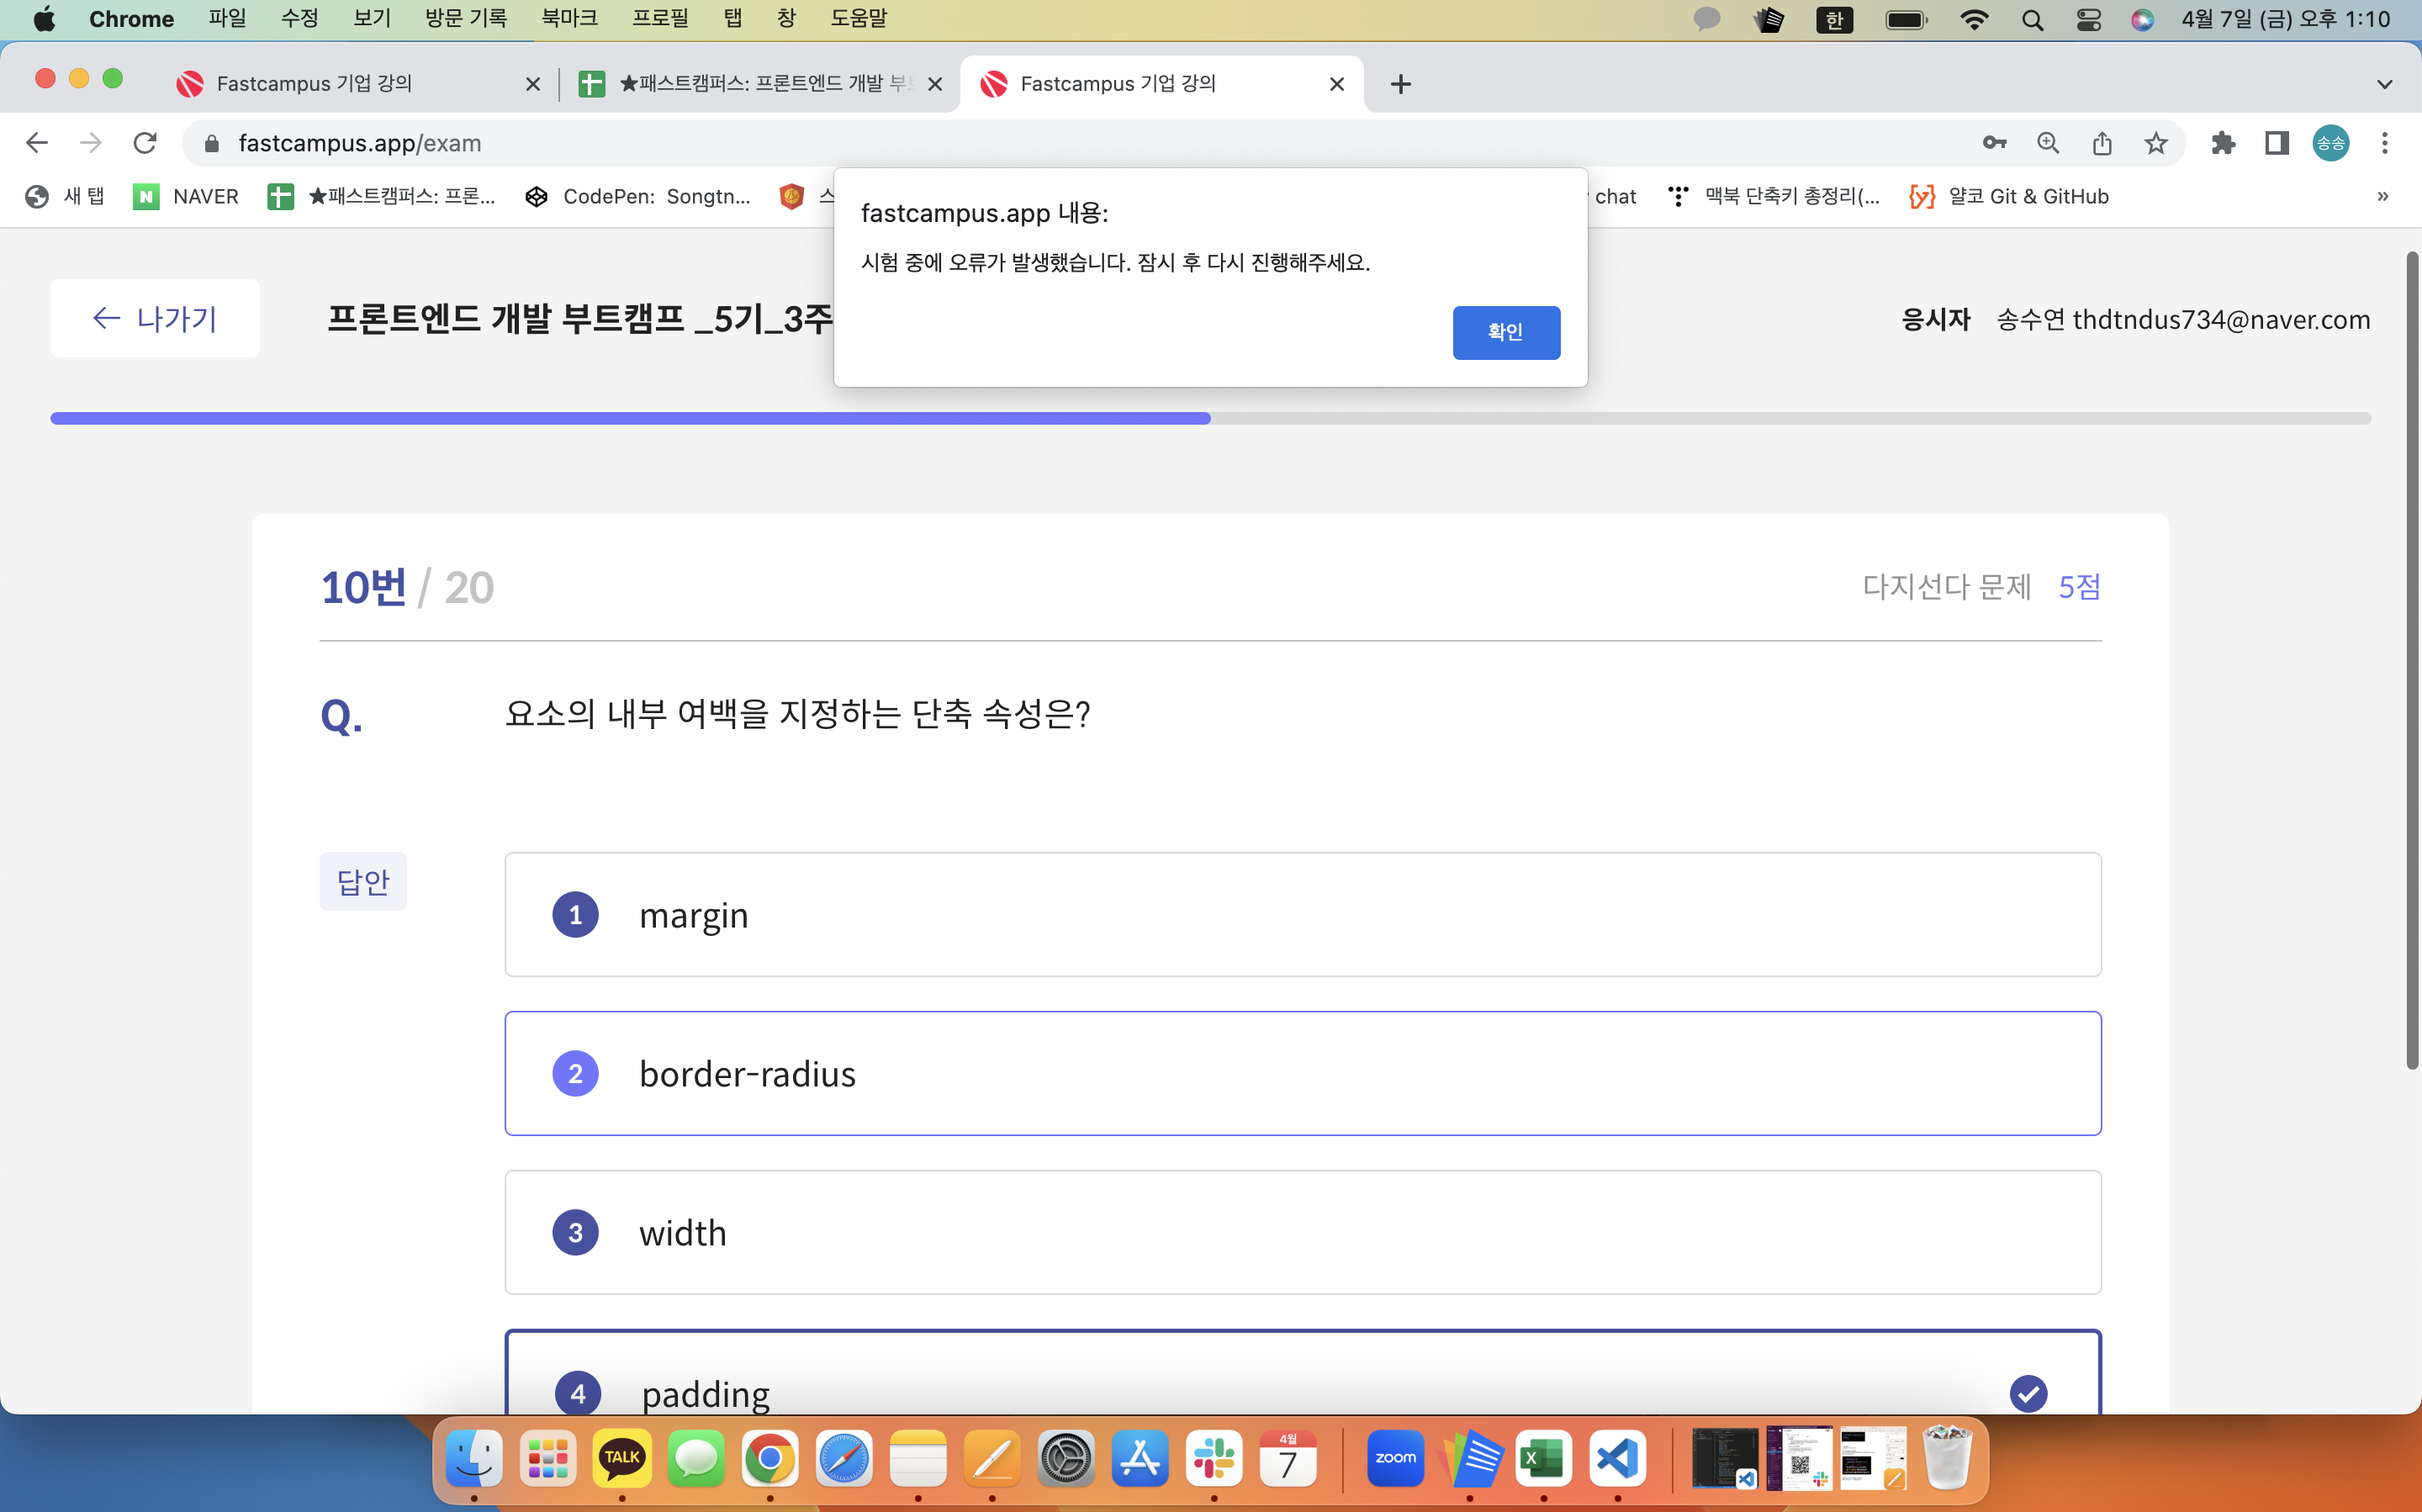 Chrome 파일 수정 보기 방문 기록 북마크 프로필 탭 창 도움말 한 4월 7일 (금) 오후 1:10
Fastcampus 기업 강의 ★패스트캠퍼스: 프론트엔드 개발 부트 Fastcampus 기업 강의
fastcampus.app/exam 송송
새 탭 N NAVER ★패스트캠퍼스: 프론... CodePen: Songtn... chat 맥북 단축키 총정리(... {y} 얄코 Git & GitHub »
fastcampus.app 내용:
시험 중에 오류가 발생했습니다. 잠시 후 다시 진행해주세요.
확인
나가기 프론트엔드 개발 부트캠프 _5기_3주 응시자 송수연 thdtndus734@naver.com
10번 / 20 다지선다 문제 5점
Q. 요소의 내부 여백을 지정하는 단축 속성은?
답안
1 margin
2 border-radius
3 width
4 padding
TALK 4월 7 zoom X